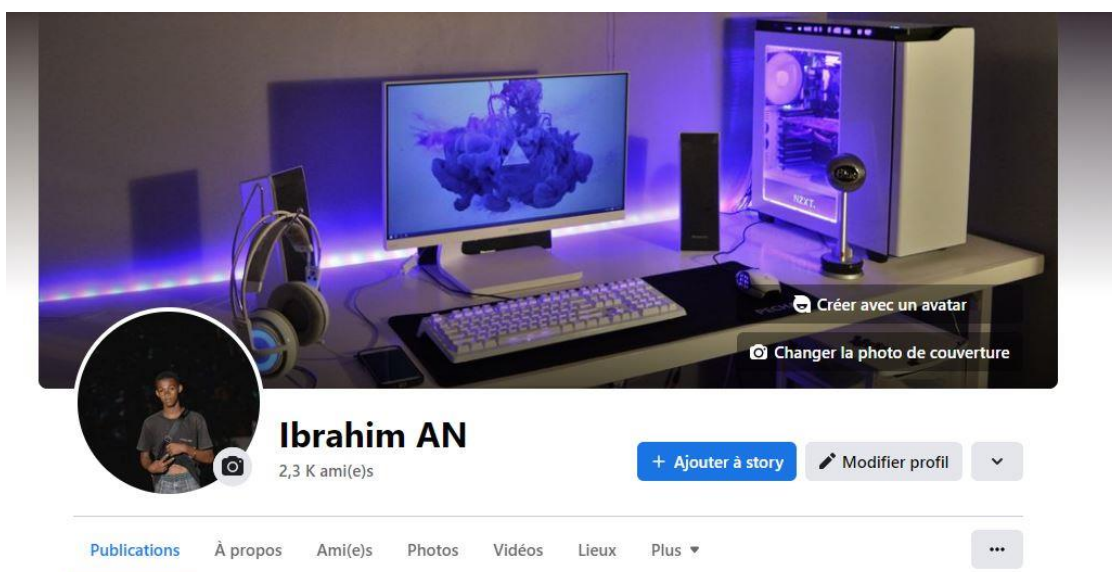 NZXT.
Créer avec un avatar
Changer la photo de couverture
Ibrahim AN
2,3 K ami(e)s
+ Ajouter à story
Modifier profil
Publications
À propos
Ami(e)s
Photos
Vidéos
Lieux
Plus